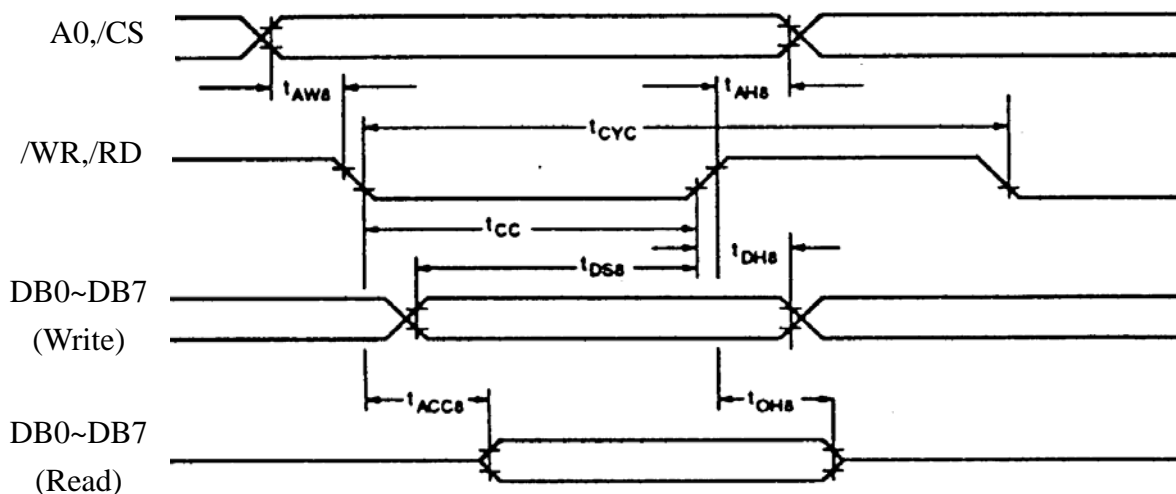 A0,/CS
tAW8
tAH8
tCYC
/WR,/RD
tCC
tDH8
tDS8
DB0~DB7
(Write)
tACC8
tOH8
DB0~DB7
(Read)